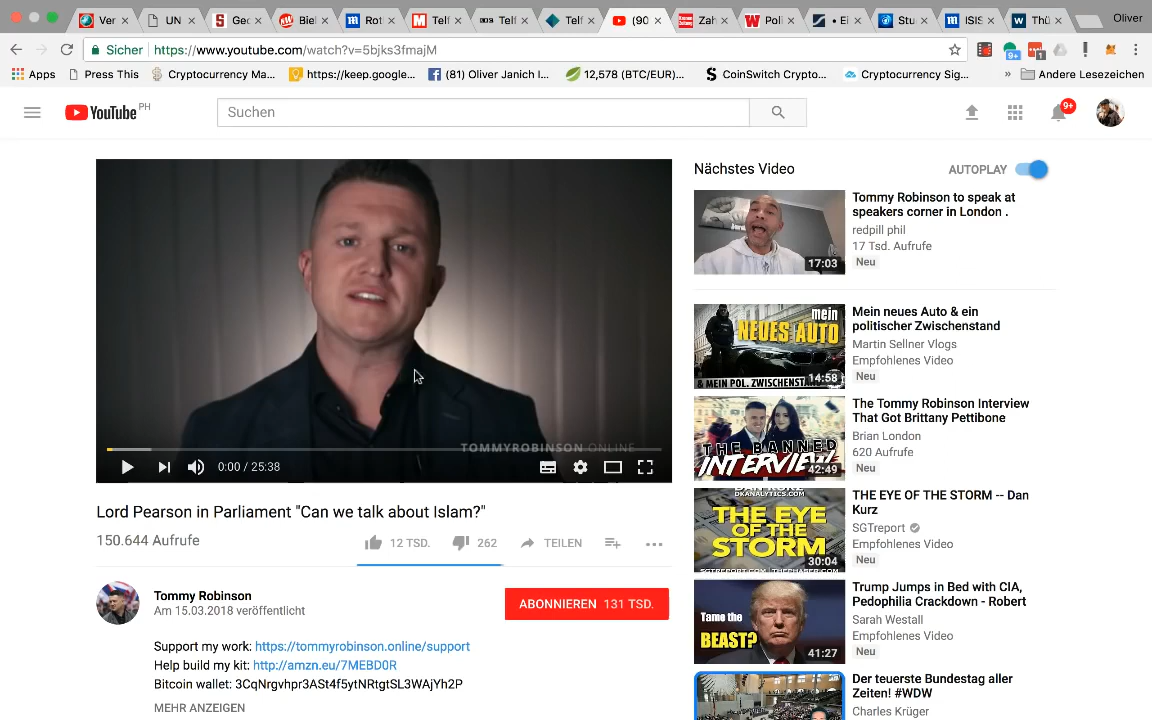 Ver
UN
Geo
Biel
Rot
Telf
Telf
Telf
(90
Zah
Poli
• Ei
Stu
ISIS
Thü
Oliver
Sicher
https://www.youtube.com/watch?v=5bjks3fmajM
9+
1
Apps
Press This
Cryptocurrency Ma...
https://keep.google...
(81) Oliver Janich I...
12,578 (BTC/EUR)...
CoinSwitch Crypto...
Cryptocurrency Sig...
»
Andere Lesezeichen
YouTube PH
Suchen
9+
TOMMYROBINSON.ONLINE
0:00 / 25:38
Lord Pearson in Parliament "Can we talk about Islam?"
150.644 Aufrufe
12 TSD.
262
TEILEN
Tommy Robinson
Am 15.03.2018 veröffentlicht
ABONNIEREN 131 TSD.
Support my work: https://tommyrobinson.online/support
Help build my kit: http://amzn.eu/7MEBD0R
Bitcoin wallet: 3CqNrgvhpr3ASt4f5ytNRtgtSL3WAjYh2P
MEHR ANZEIGEN
Nächstes Video
AUTOPLAY
17:03
Tommy Robinson to speak at
speakers corner in London .
redpill phil
17 Tsd. Aufrufe
Neu
mein
NEUES AUTO
& MEIN POL. ZWISCHENSTA
14:58
Mein neues Auto & ein
politischer Zwischenstand
Martin Sellner Vlogs
Empfohlenes Video
Neu
THE BANNED
INTERVIEW
42:49
The Tommy Robinson Interview
That Got Brittany Pettibone
Brian London
620 Aufrufe
Neu
DKANALYTICS.COM
THE EYE
OF THE
STORM
30:04
THE EYE OF THE STORM -- Dan
Kurz
SGTreport
Empfohlenes Video
Neu
Tame the
BEAST?
41:27
Trump Jumps in Bed with CIA,
Pedophilia Crackdown - Robert
Sarah Westall
Empfohlenes Video
Neu
Der teuerste Bundestag aller
Zeiten! #WDW
Charles Krüger